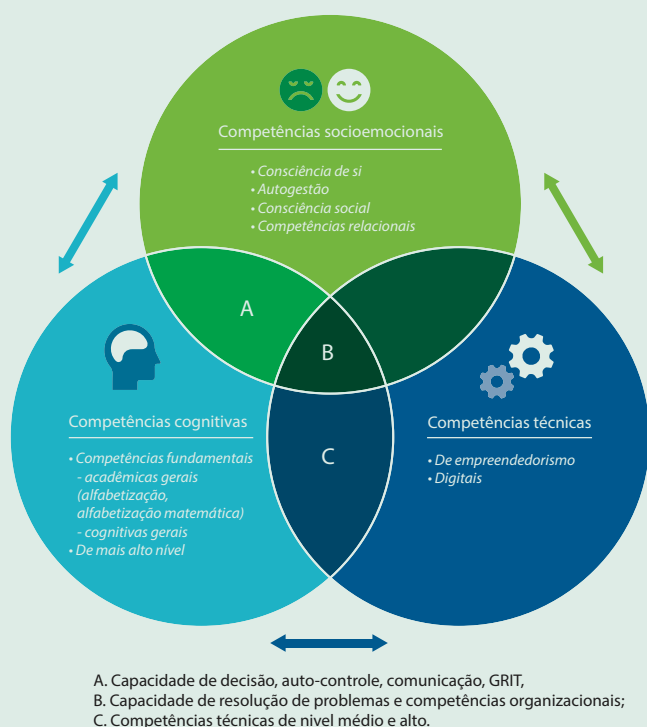 Competências socioemocionais
• Consciência de si
• Autogestão
• Consciência social
• Competências relacionais
A
B
C
Competências cognitivas
• Competências fundamentais
- acadêmicas gerais
(alfabetização,
alfabetização matemática)
- cognitivas gerais
• De mais alto nível
Competências técnicas
• De empreendedorismo
• Digitais
A. Capacidade de decisão, auto-controle, comunicação, GRIT,
B. Capacidade de resolução de problemas e competências organizacionais;
C. Competências técnicas de nivel médio e alto.